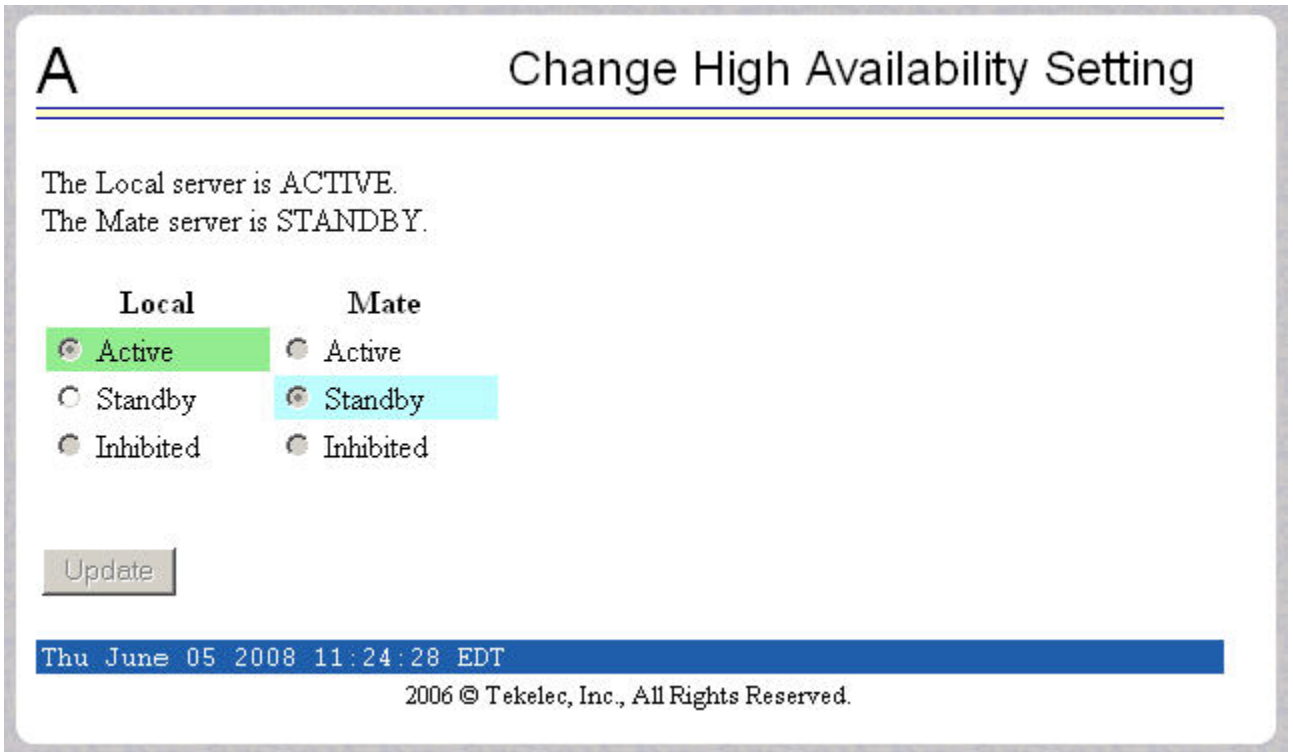 A Change High Availability Setting
The Local server is ACTIVE.
The Mate server is STANDBY.
Local Mate
Active Active
Standby Standby
Inhibited Inhibited
Update
Thu June 05 2008 11:24:28 EDT
2006 © Tekelec, Inc., All Rights Reserved.